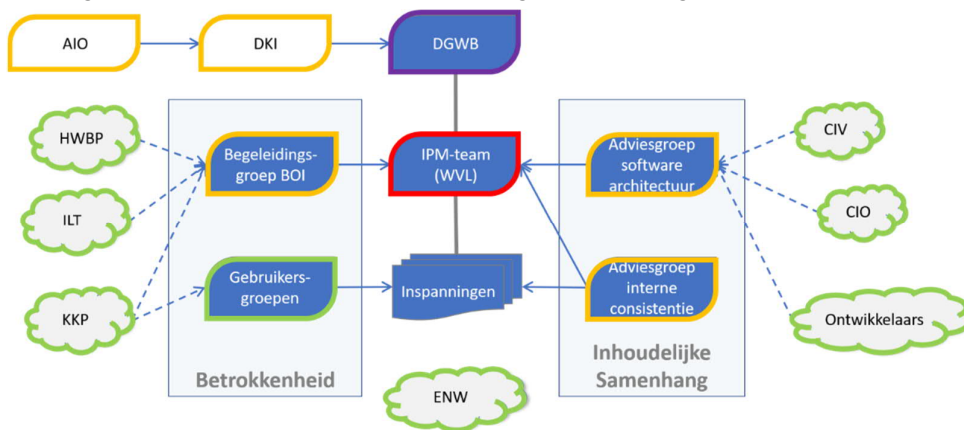 AIO
DKI
DGWB
HWBP
ILT
KKP
Begeleidings-
groep BOI
Gebruikers-
groepen
Betrokkenheid
IPM-team
(WVL)
Inspanningen
ENW
Adviesgroep
software
architectuur
Adviesgroep
interne
consistentie
Inhoudelijke
Samenhang
CIV
CIO
Ontwikkelaars